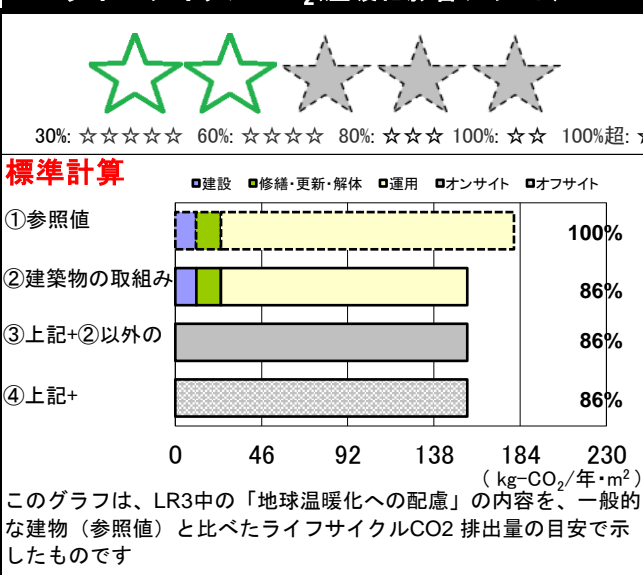 30%: ☆☆☆☆☆ 60%: ☆☆☆☆ 80%: ☆☆☆ 100%: ☆☆ 100%超:
標準計算
建設 修繕・更新・解体 運用 オンサイト オフサイト
①参照値 100%
②建築物の取組み 86%
③上記+②以外の 86%
④上記+ 86%
0 46 92 138 184 230
( kg-CO₂/年・m² )
このグラフは、LR3中の「地球温暖化への配慮」の内容を、一般的
な建物(参照値)と比べたライフサイクルCO2 排出量の目安で示
したものです